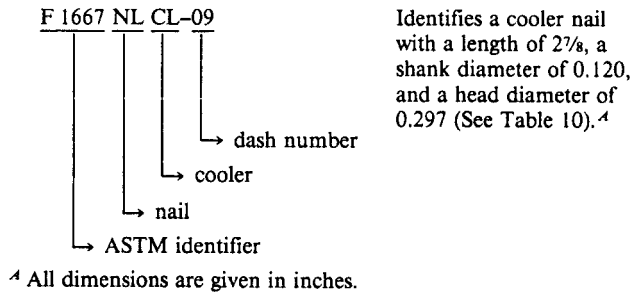 F 1667 NL CL–09
Identifies a cooler nail
with a length of 2⅞, a
shank diameter of 0.120,
and a head diameter of
0.297 (See Table 10).ᴬ
dash number
cooler
nail
ASTM identifier
ᴬ All dimensions are given in inches.